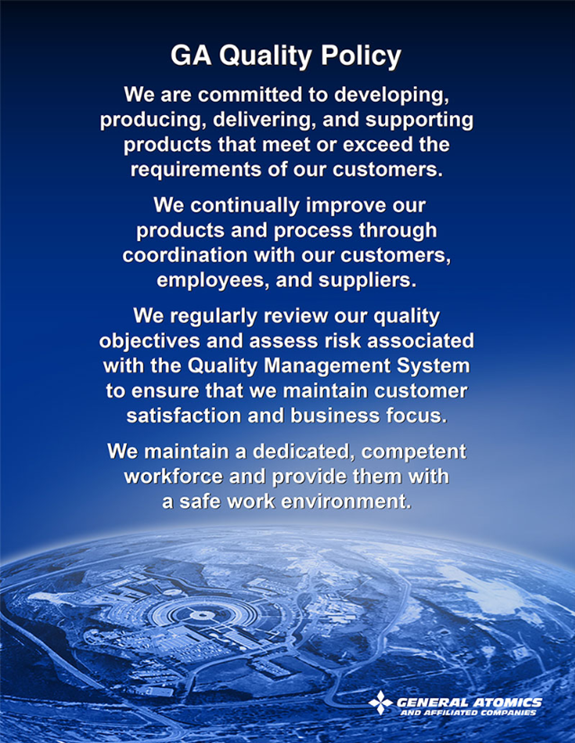 GA Quality Policy
We are committed to developing,
producing, delivering, and supporting
products that meet or exceed the
requirements of our customers.
We continually improve our
products and process through
coordination with our customers,
employees, and suppliers.
We regularly review our quality
objectives and assess risk associated
with the Quality Management System
to ensure that we maintain customer
satisfaction and business focus.
We maintain a dedicated, competent
workforce and provide them with
a safe work environment.
GENERAL ATOMICS
AND AFFILIATED COMPANIES